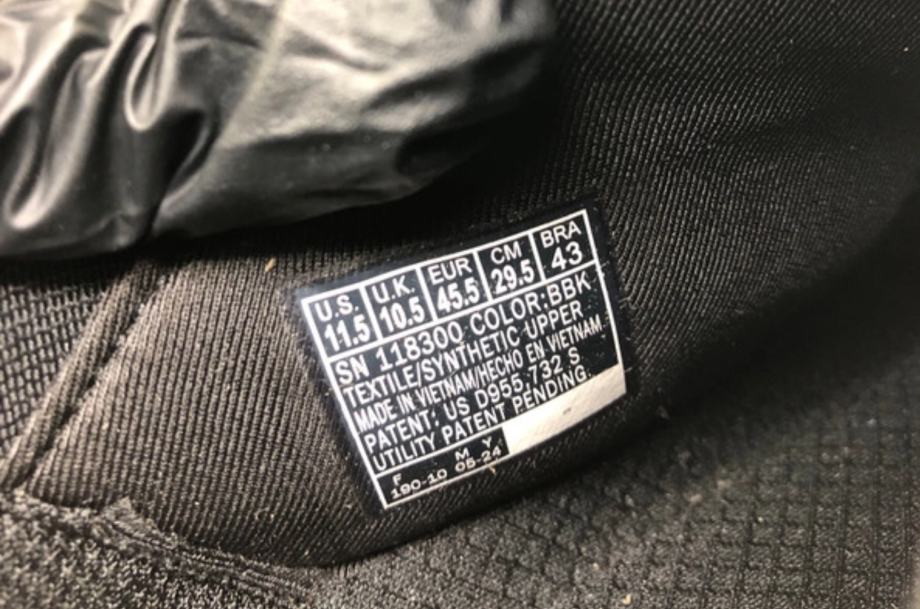 U.S. U.K. EUR CM BRA
11.5 10.5 45.5 29.5 43
SN 118300 COLOR:BBK
TEXTILE/SYNTHETIC UPPER
MADE IN VIETNAM/HECHO EN VIETNAM
PATENT: US D955,732 S
UTILITY PATENT PENDING.
F M Y
190-10 05-24